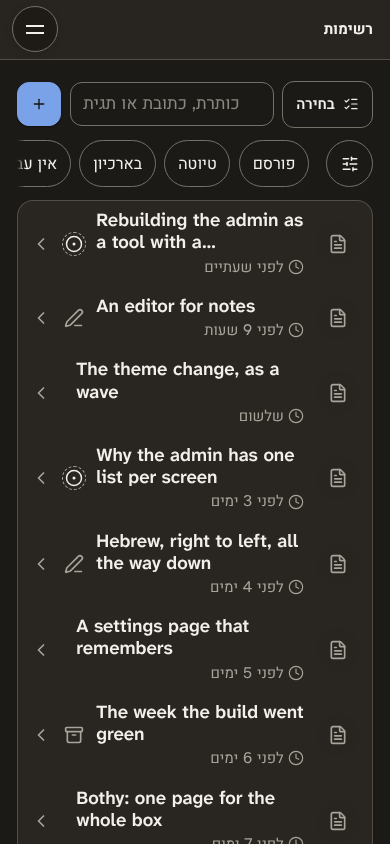 רשימות
בחירה
כותרת, כתובת או תגית
+
פורסם
טיוטה
בארכיון
אין
Rebuilding the admin as
a tool with a...
לפני שעתיים
An editor for notes
לפני 9 שעות
The theme change, as a
wave
שלשום
Why the admin has one
list per screen
לפני 3 ימים
Hebrew, right to left, all
the way down
לפני 4 ימים
A settings page that
remembers
לפני 5 ימים
The week the build went
green
לפני 6 ימים
Bothy: one page for the
whole box
לפני 7 ימים